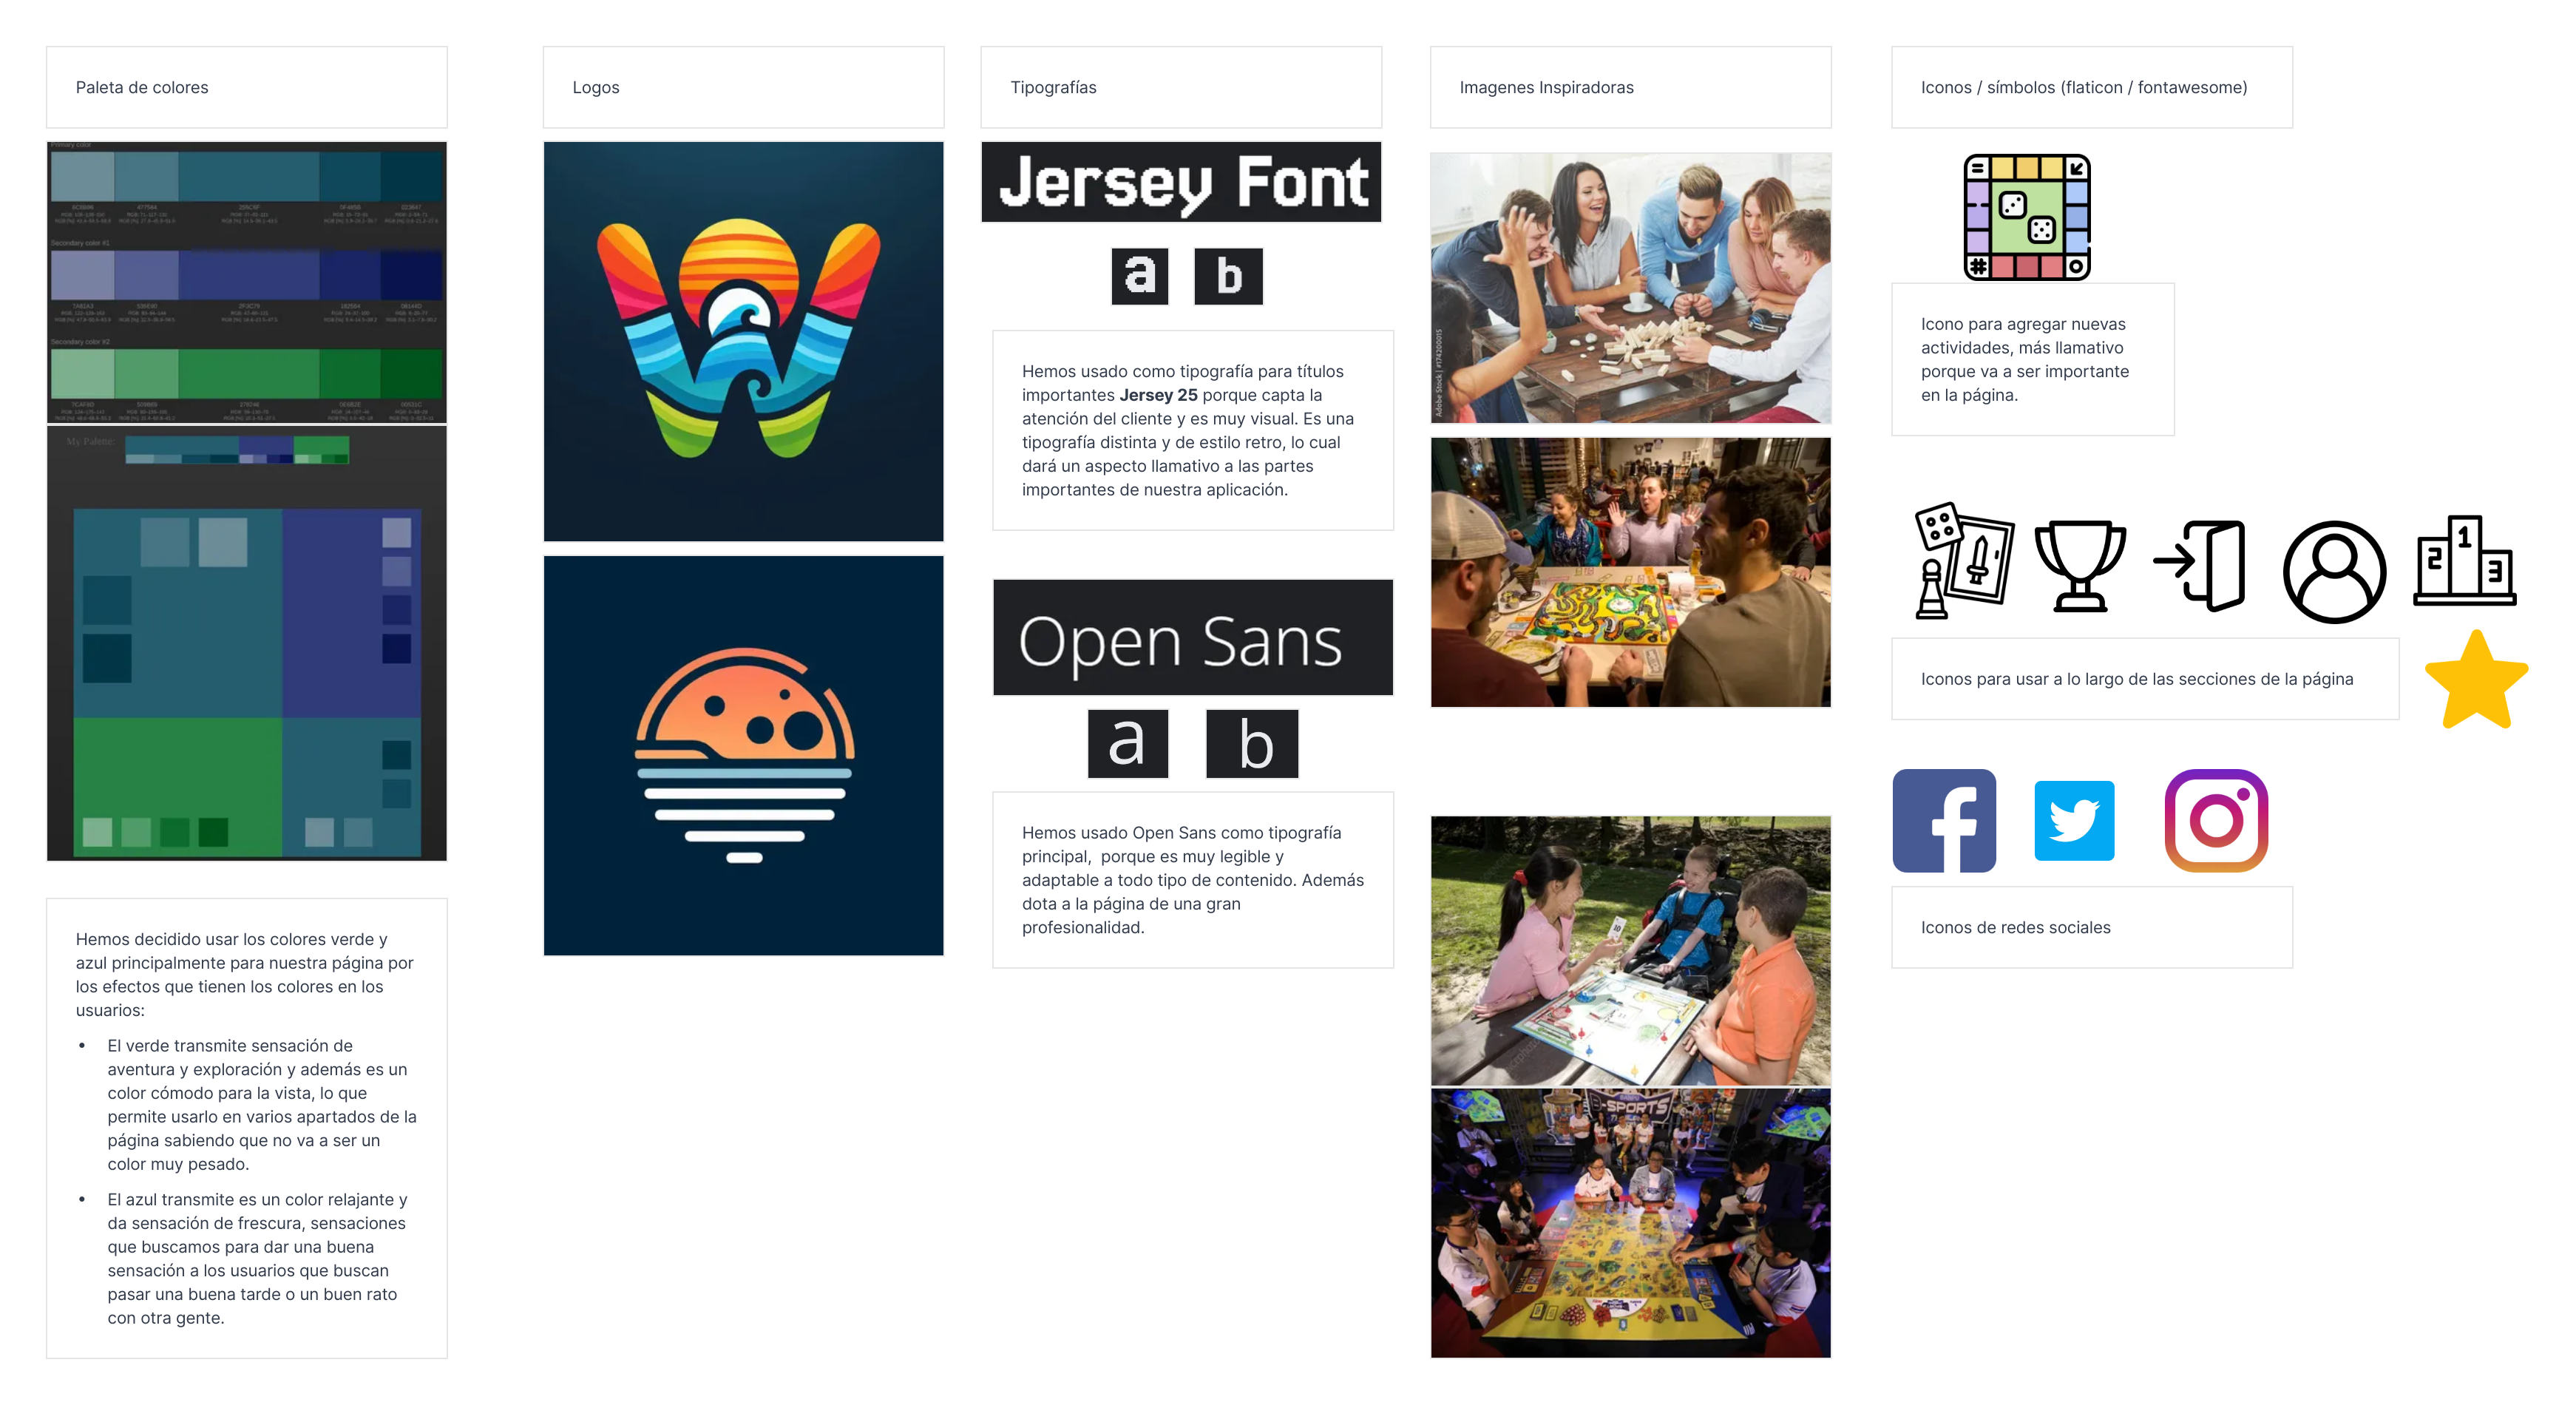 Paleta de colores
Primary color
Secondary color #1
Secondary color #2
My Palette:
Hemos decidido usar los colores verde y
azul principalmente para nuestra página por
los efectos que tienen los colores en los
usuarios:
• El verde transmite sensación de
aventura y exploración y además es un
color cómodo para la vista, lo que
permite usarlo en varios apartados de la
página sabiendo que no va a ser un
color muy pesado.
• El azul transmite es un color relajante y
da sensación de frescura, sensaciones
que buscamos para dar una buena
sensación a los usuarios que buscan
pasar una buena tarde o un buen rato
con otra gente.
Logos
Tipografías
Jersey Font
a b
Hemos usado como tipografía para títulos
importantes Jersey 25 porque capta la
atención del cliente y es muy visual. Es una
tipografía distinta y de estilo retro, lo cual
dará un aspecto llamativo a las partes
importantes de nuestra aplicación.
Open Sans
a b
Hemos usado Open Sans como tipografía
principal,  porque es muy legible y
adaptable a todo tipo de contenido. Además
dota a la página de una gran
profesionalidad.
Imagenes Inspiradoras
Adobe Stock | #174200015
10
-SPORTS
Iconos / símbolos (flaticon / fontawesome)
Icono para agregar nuevas
actividades, más llamativo
porque va a ser importante
en la página.
2 1 3
Iconos para usar a lo largo de las secciones de la página
Iconos de redes sociales